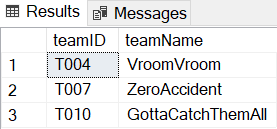 Results Messages
teamID teamName
1 T004 VroomVroom
2 T007 ZeroAccident
3 T010 GottaCatchThemAll